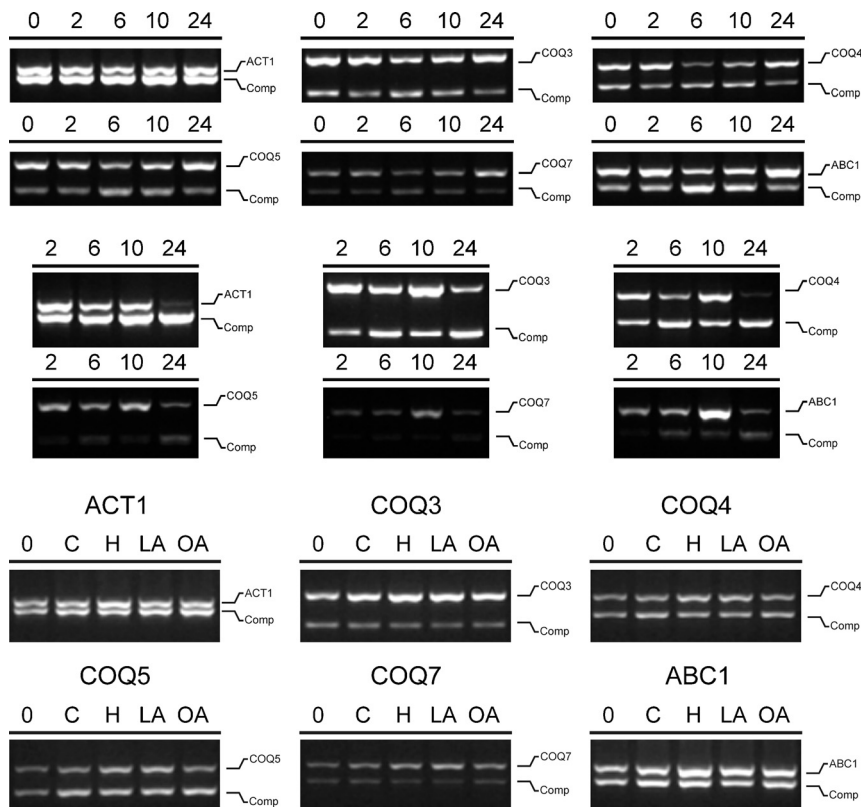 0 2 6 10 24
0 2 6 10 24
0 2 6 10 24
ACT1
Comp
COQ3
Comp
COQ4
Comp
0 2 6 10 24
0 2 6 10 24
0 2 6 10 24
COQ5
Comp
COQ7
Comp
ABC1
Comp
2 6 10 24
2 6 10 24
2 6 10 24
ACT1
Comp
COQ3
Comp
COQ4
Comp
2 6 10 24
2 6 10 24
2 6 10 24
COQ5
Comp
COQ7
Comp
ABC1
Comp
ACT1
COQ3
COQ4
0 C H LA OA
0 C H LA OA
0 C H LA OA
ACT1
Comp
COQ3
Comp
COQ4
Comp
COQ5
COQ7
ABC1
0 C H LA OA
0 C H LA OA
0 C H LA OA
COQ5
Comp
COQ7
Comp
ABC1
Comp